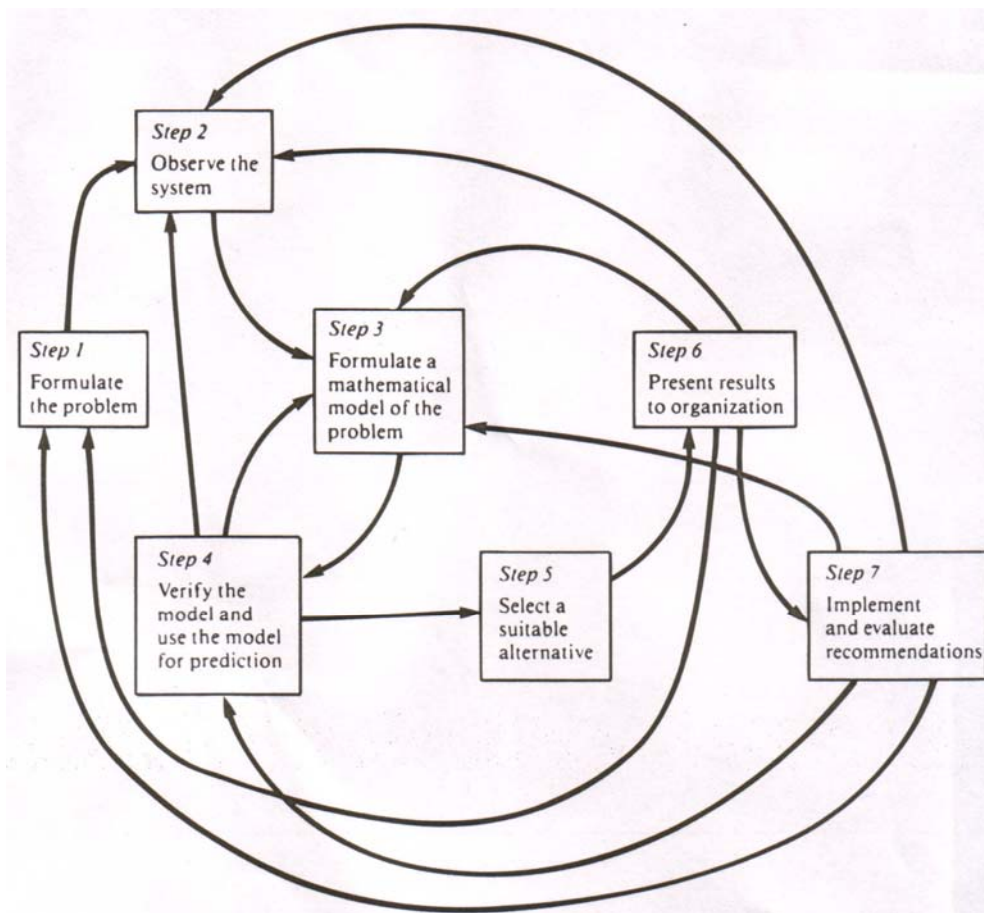 Step 1
Formulate
the problem
Step 2
Observe the
system
Step 3
Formulate a
mathematical
model of the
problem
Step 4
Verify the
model and
use the model
for prediction
Step 5
Select a
suitable
alternative
Step 6
Present results
to organization
Step 7
Implement
and evaluate
recommendations